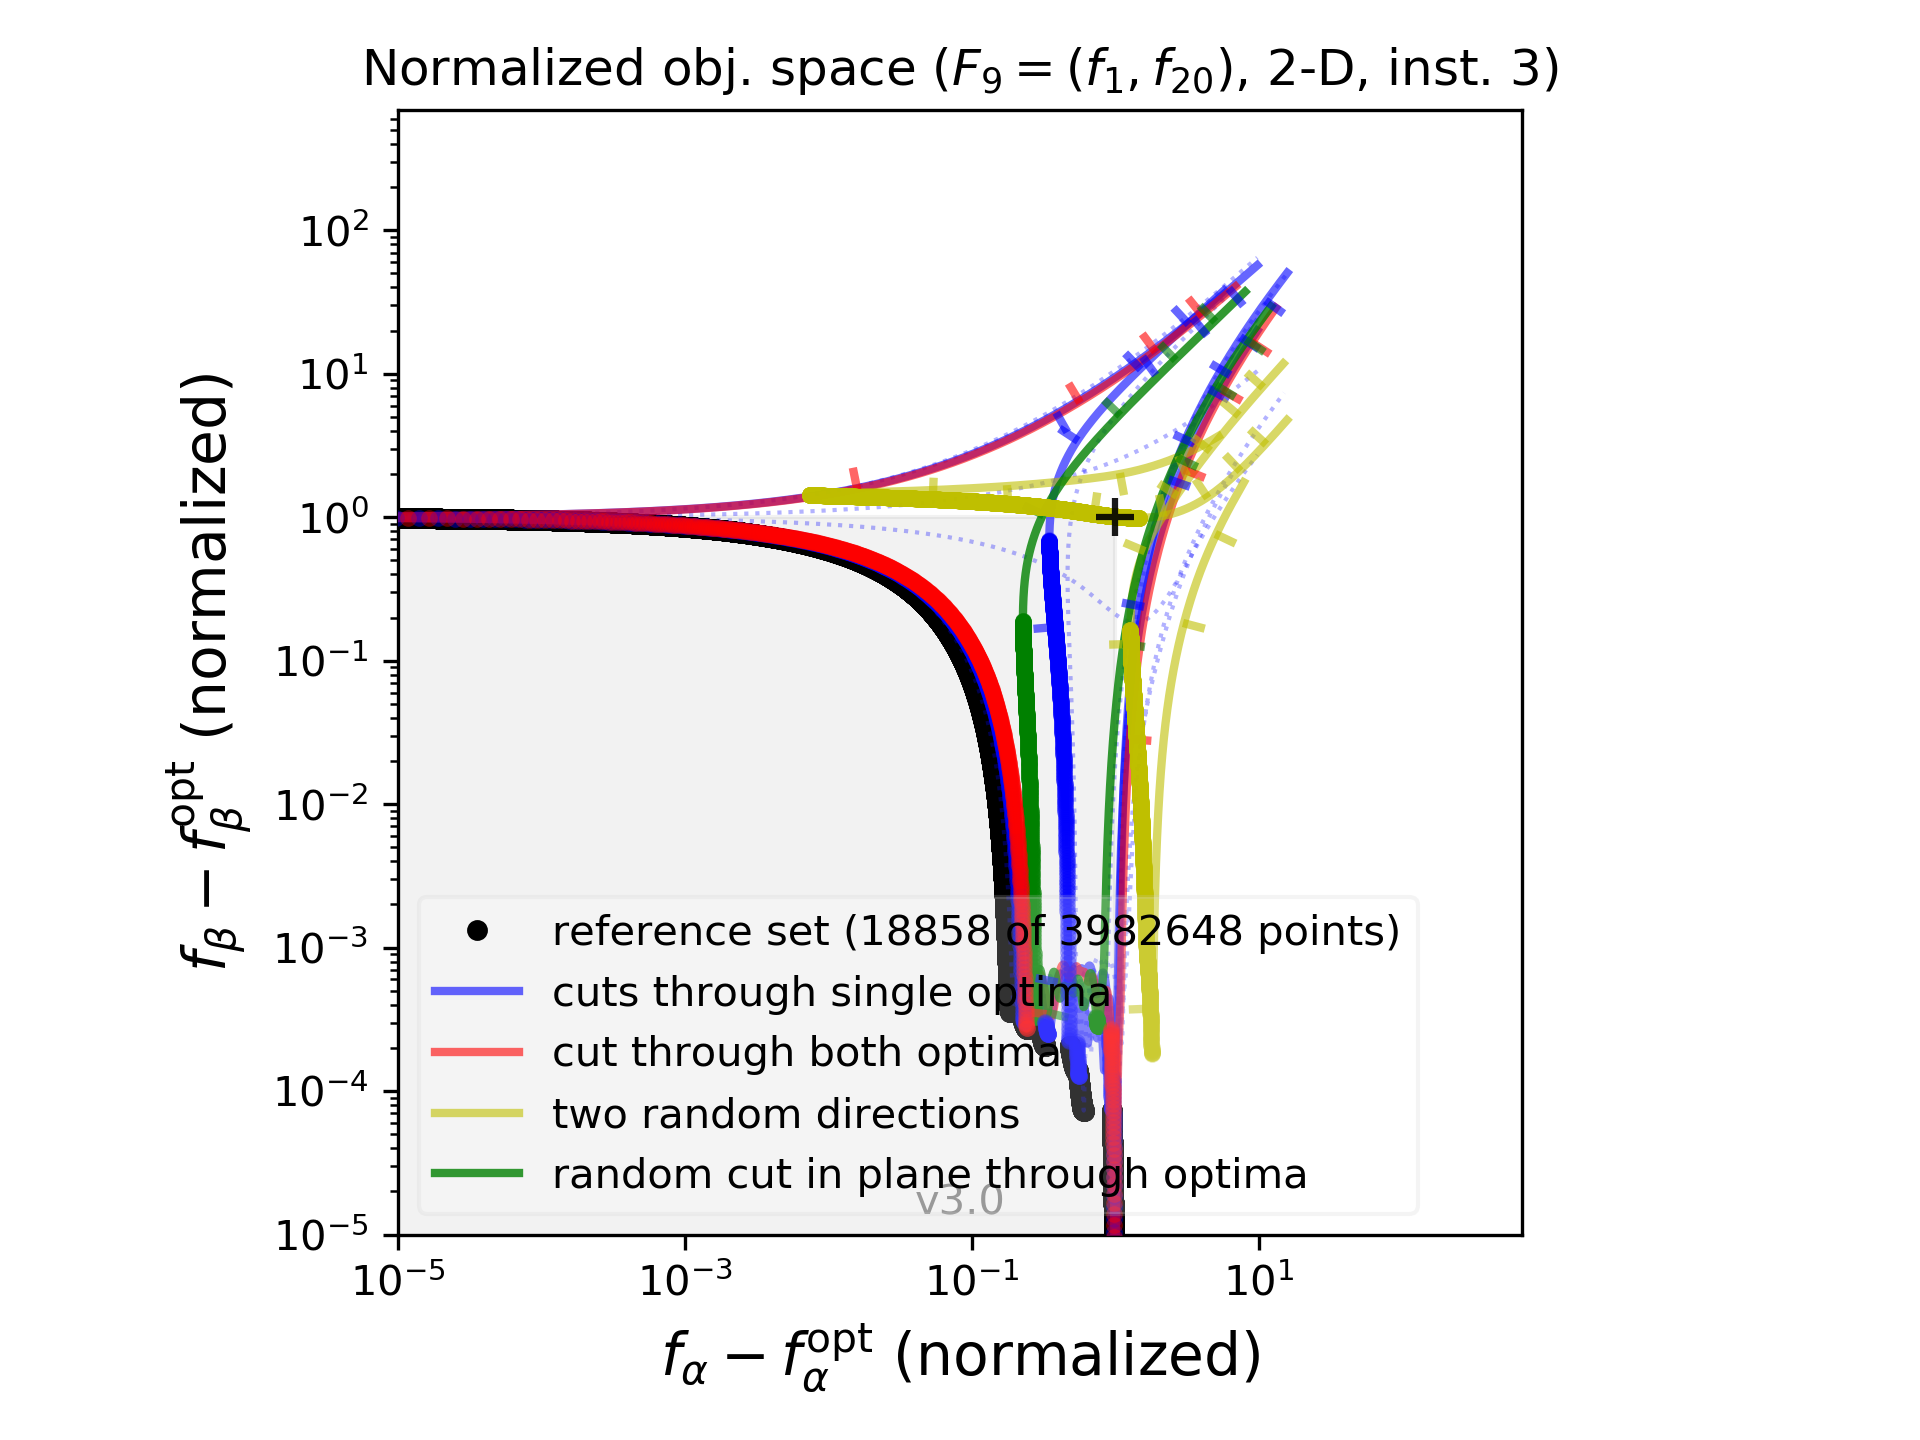 Normalized obj. space (F₉ = (f₁, f₂₀), 2-D, inst. 3)
10²
10¹
10⁰
10⁻¹
10⁻²
10⁻³
10⁻⁴
10⁻⁵
f_β − f_β^opt (normalized)
reference set (18858 of 3982648 points)
cuts through single optima
cut through both optima
two random directions
random cut in plane through optima
v3.0
10⁻⁵ 10⁻³ 10⁻¹ 10¹
f_α − f_α^opt (normalized)